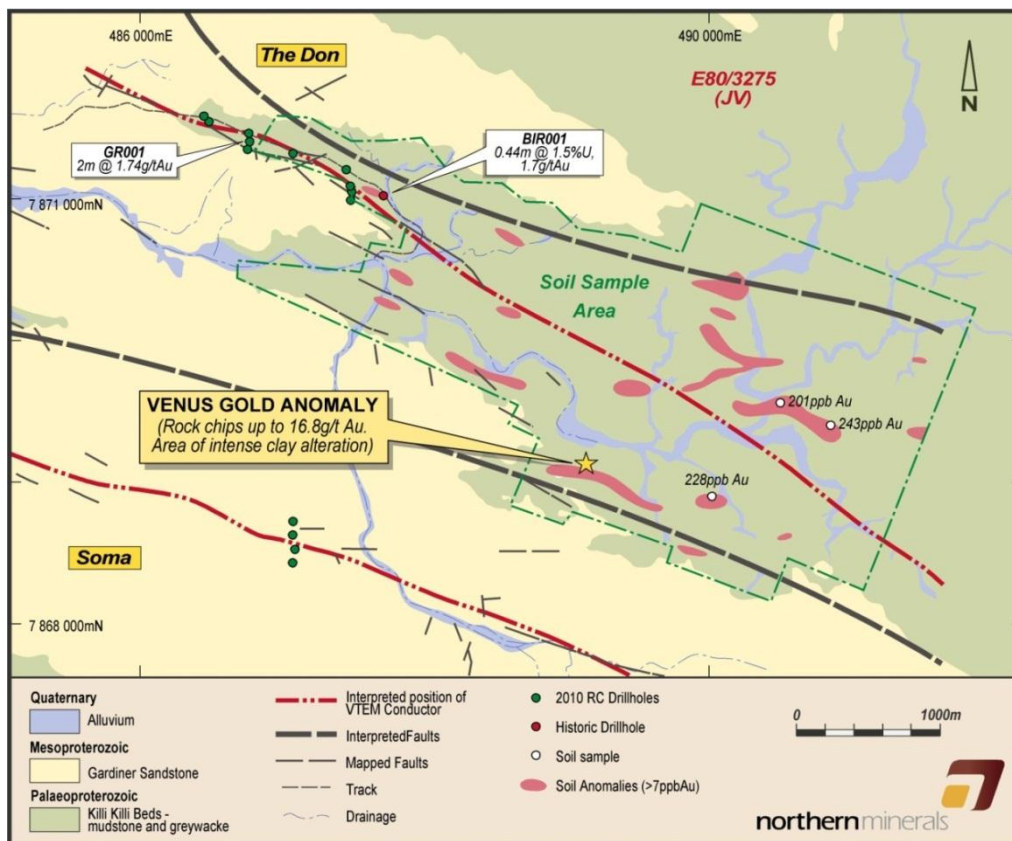 486 000mE
490 000mE
The Don
E80/3275
(JV)
N
GR001
2m @ 1.74g/tAu
BIR001
0.44m @ 1.5%U,
1.7g/tAu
7 871 000mN
Soil Sample
Area
VENUS GOLD ANOMALY
(Rock chips up to 16.8g/t Au.
Area of intense clay alteration)
201ppb Au
243ppb Au
228ppb Au
Soma
7 868 000mN
Quaternary
Alluvium
Mesoproterozoic
Gardiner Sandstone
Palaeoproterozoic
Killi Killi Beds -
mudstone and greywacke
Interpreted position of
VTEM Conductor
InterpretedFaults
Mapped Faults
Track
Drainage
2010 RC Drillholes
Historic Drillhole
Soil sample
Soil Anomalies (>7ppbAu)
0 1000m
northernminerals